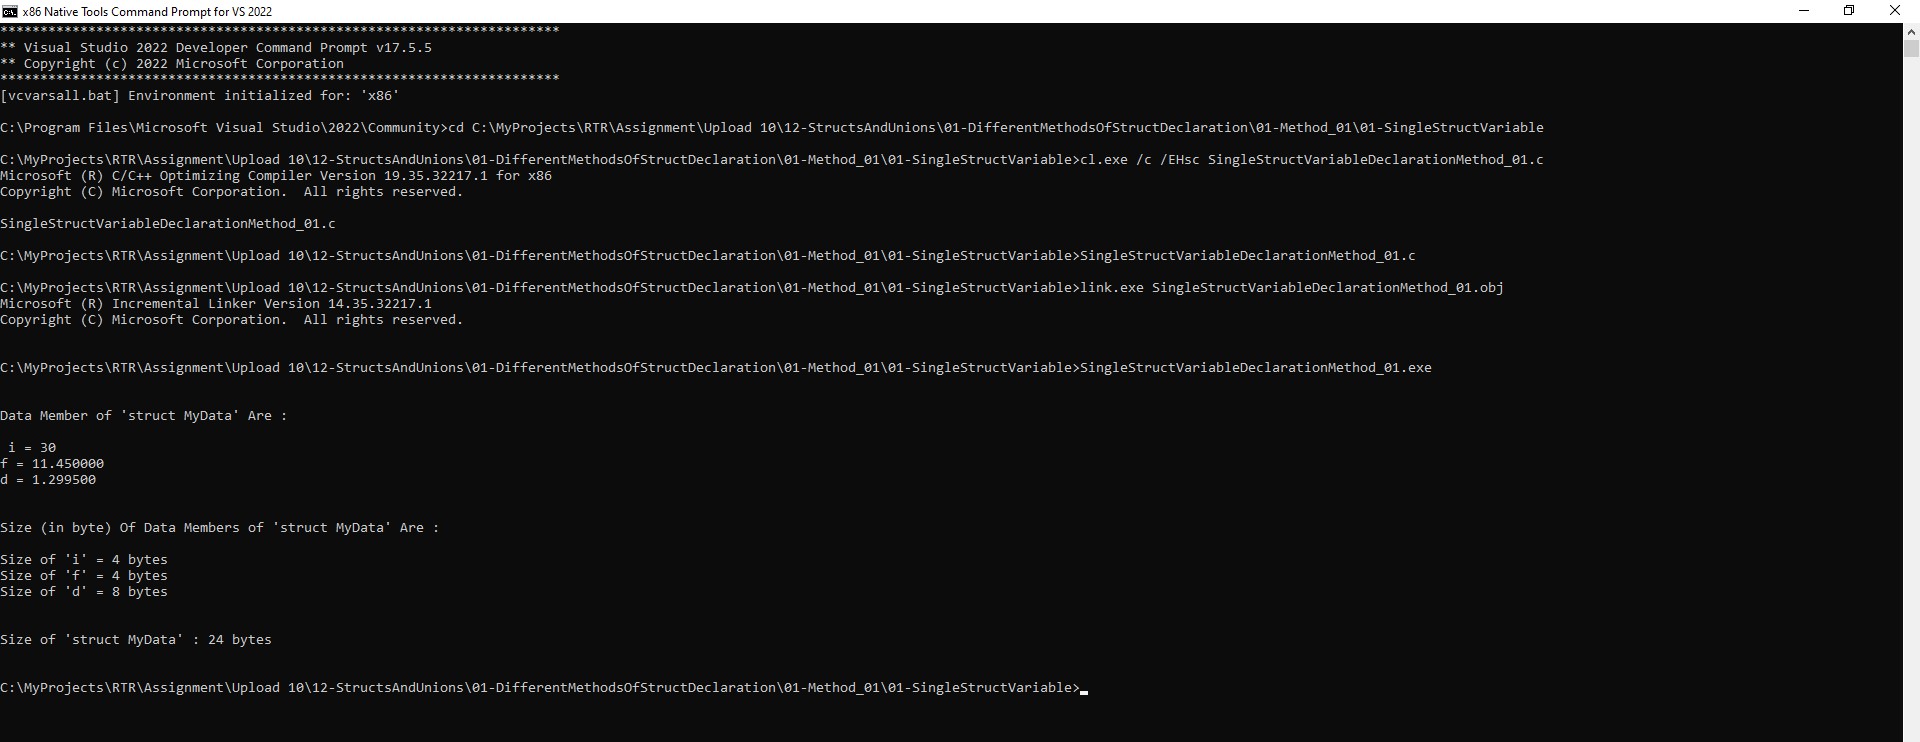 x86 Native Tools Command Prompt for VS 2022
**********************************************************************
** Visual Studio 2022 Developer Command Prompt v17.5.5
** Copyright (c) 2022 Microsoft Corporation
**********************************************************************
[vcvarsall.bat] Environment initialized for: 'x86'
C:\Program Files\Microsoft Visual Studio\2022\Community>cd C:\MyProjects\RTR\Assignment\Upload 10\12-StructsAndUnions\01-DifferentMethodsOfStructDeclaration\01-Method_01\01-SingleStructVariable
C:\MyProjects\RTR\Assignment\Upload 10\12-StructsAndUnions\01-DifferentMethodsOfStructDeclaration\01-Method_01\01-SingleStructVariable>cl.exe /c /EHsc SingleStructVariableDeclarationMethod_01.c
Microsoft (R) C/C++ Optimizing Compiler Version 19.35.32217.1 for x86
Copyright (C) Microsoft Corporation.  All rights reserved.
SingleStructVariableDeclarationMethod_01.c
C:\MyProjects\RTR\Assignment\Upload 10\12-StructsAndUnions\01-DifferentMethodsOfStructDeclaration\01-Method_01\01-SingleStructVariable>SingleStructVariableDeclarationMethod_01.c
C:\MyProjects\RTR\Assignment\Upload 10\12-StructsAndUnions\01-DifferentMethodsOfStructDeclaration\01-Method_01\01-SingleStructVariable>link.exe SingleStructVariableDeclarationMethod_01.obj
Microsoft (R) Incremental Linker Version 14.35.32217.1
Copyright (C) Microsoft Corporation.  All rights reserved.
C:\MyProjects\RTR\Assignment\Upload 10\12-StructsAndUnions\01-DifferentMethodsOfStructDeclaration\01-Method_01\01-SingleStructVariable>SingleStructVariableDeclarationMethod_01.exe
Data Member of 'struct MyData' Are :
i = 30
f = 11.450000
d = 1.299500
Size (in byte) Of Data Members of 'struct MyData' Are :
Size of 'i' = 4 bytes
Size of 'f' = 4 bytes
Size of 'd' = 8 bytes
Size of 'struct MyData' : 24 bytes
C:\MyProjects\RTR\Assignment\Upload 10\12-StructsAndUnions\01-DifferentMethodsOfStructDeclaration\01-Method_01\01-SingleStructVariable>